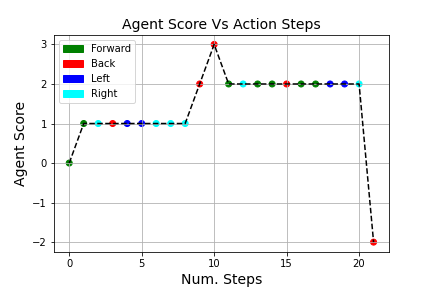 Agent Score Vs Action Steps
Forward
Back
Left
Right
Agent Score
3
2
1
0
−1
−2
0 5 10 15 20
Num. Steps